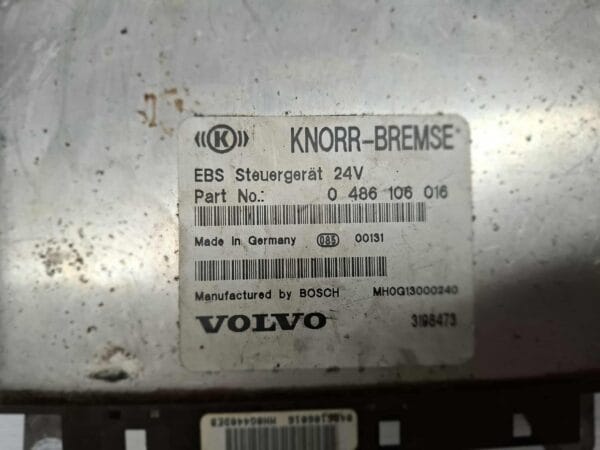 K KNORR-BREMSE
EBS Steuergerät 24V
Part No.: 0 486 106 016
Made in Germany 085 00131
Manufactured by BOSCH MH0G13000240
VOLVO 3198473